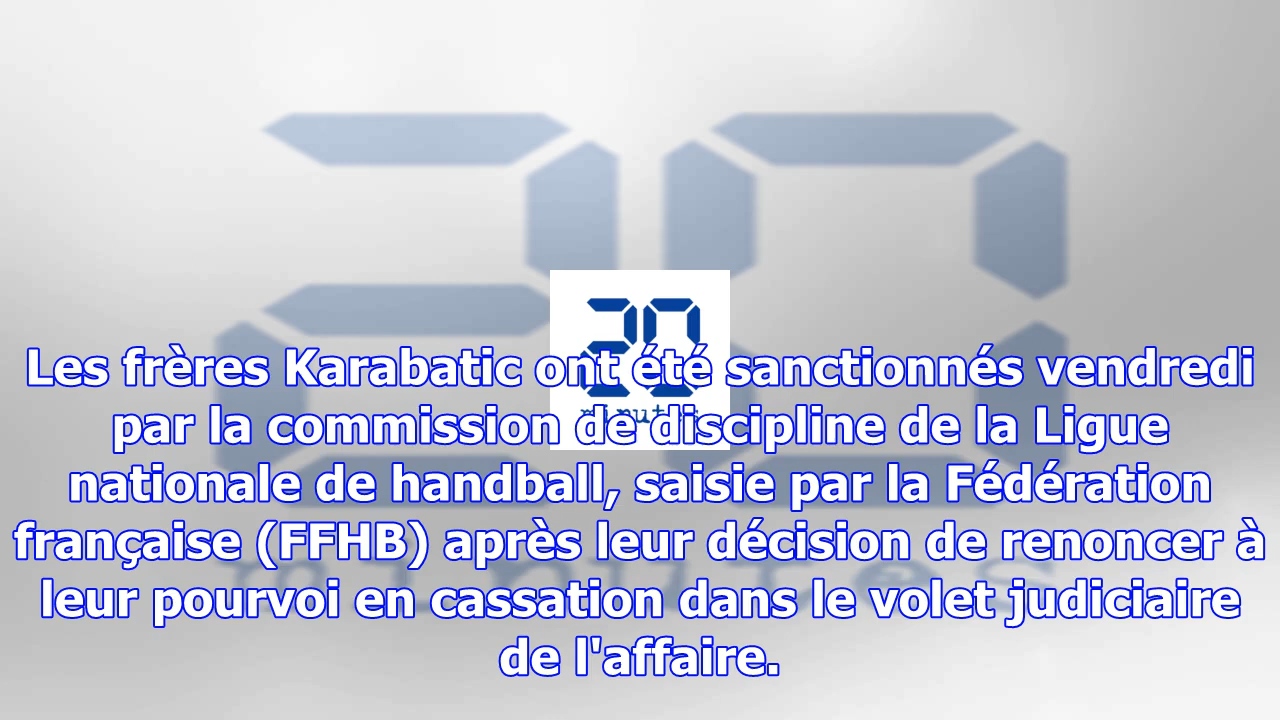 20
minutes
Les frères Karabatic ont été sanctionnés vendredi
par la commission de discipline de la Ligue
nationale de handball, saisie par la Fédération
française (FFHB) après leur décision de renoncer à
leur pourvoi en cassation dans le volet judiciaire
de l'affaire.